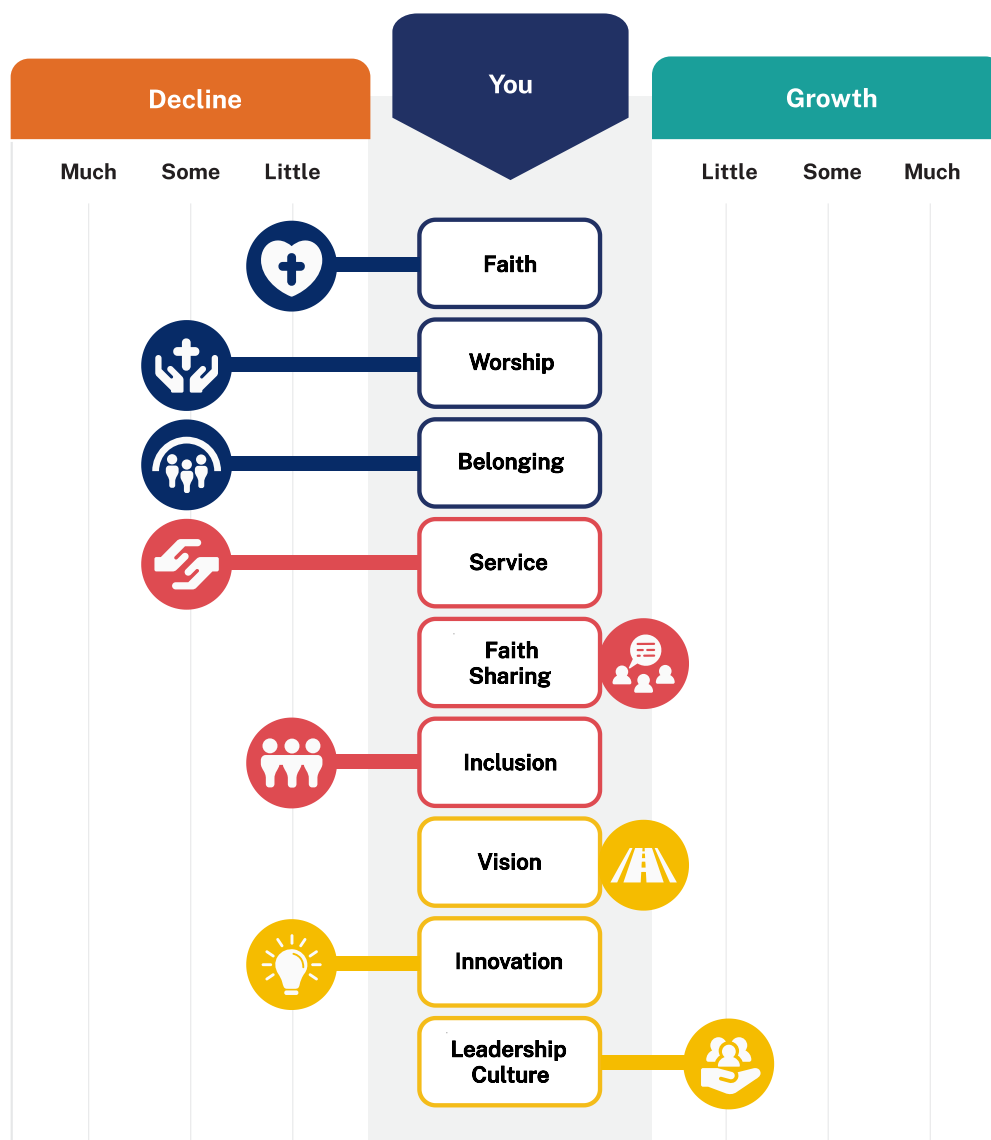 You
Decline
Growth
Much Some Little
Little Some Much
Faith
Worship
Belonging
Service
Faith
Sharing
Inclusion
Vision
Innovation
Leadership
Culture